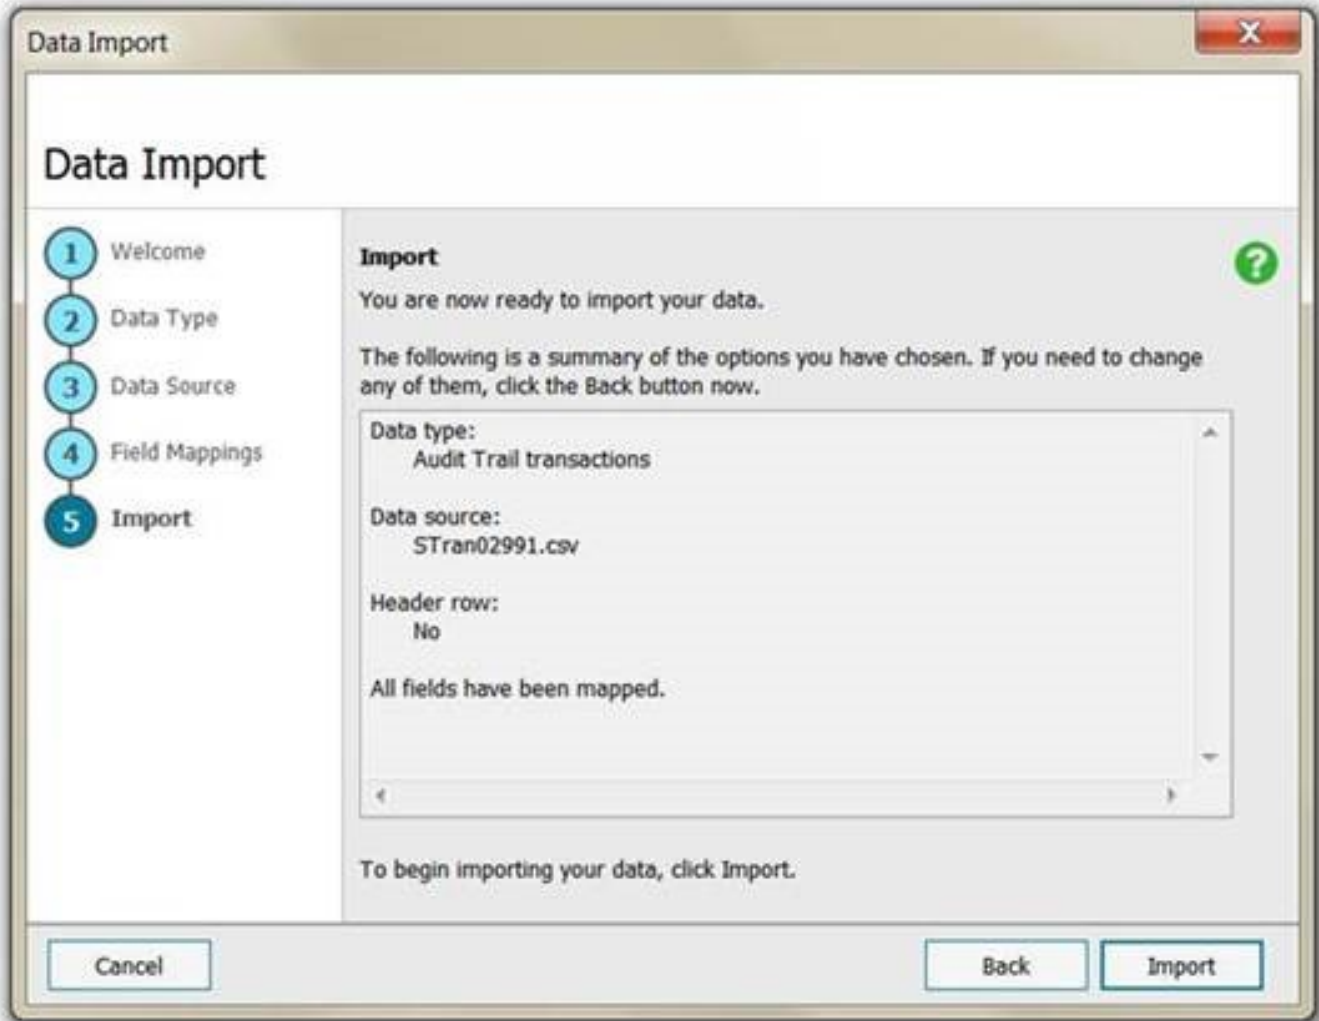 Data Import
X
Data Import
1 Welcome
2 Data Type
3 Data Source
4 Field Mappings
5 Import
Import
?
You are now ready to import your data.
The following is a summary of the options you have chosen. If you need to change
any of them, click the Back button now.
Data type:
Audit Trail transactions
Data source:
STran02991.csv
Header row:
No
All fields have been mapped.
To begin importing your data, click Import.
Cancel
Back
Import